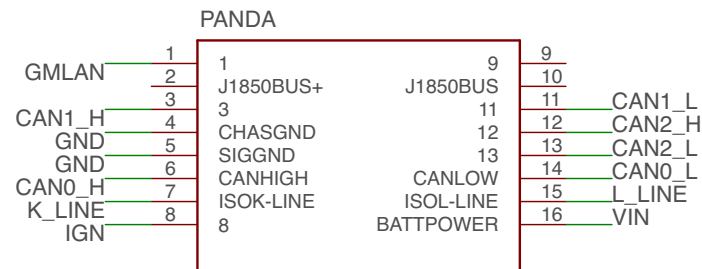 PANDA
GMLAN 1 1 9 9
2 J1850BUS+ J1850BUS 10
CAN1_H 3 3 11 11 CAN1_L
GND 4 CHASGND 12 12 CAN2_H
GND 5 SIGGND 13 13 CAN2_L
CAN0_H 6 CANHIGH CANLOW 14 CAN0_L
K_LINE 7 ISOK-LINE ISOL-LINE 15 L_LINE
IGN 8 8 BATTPOWER 16 VIN